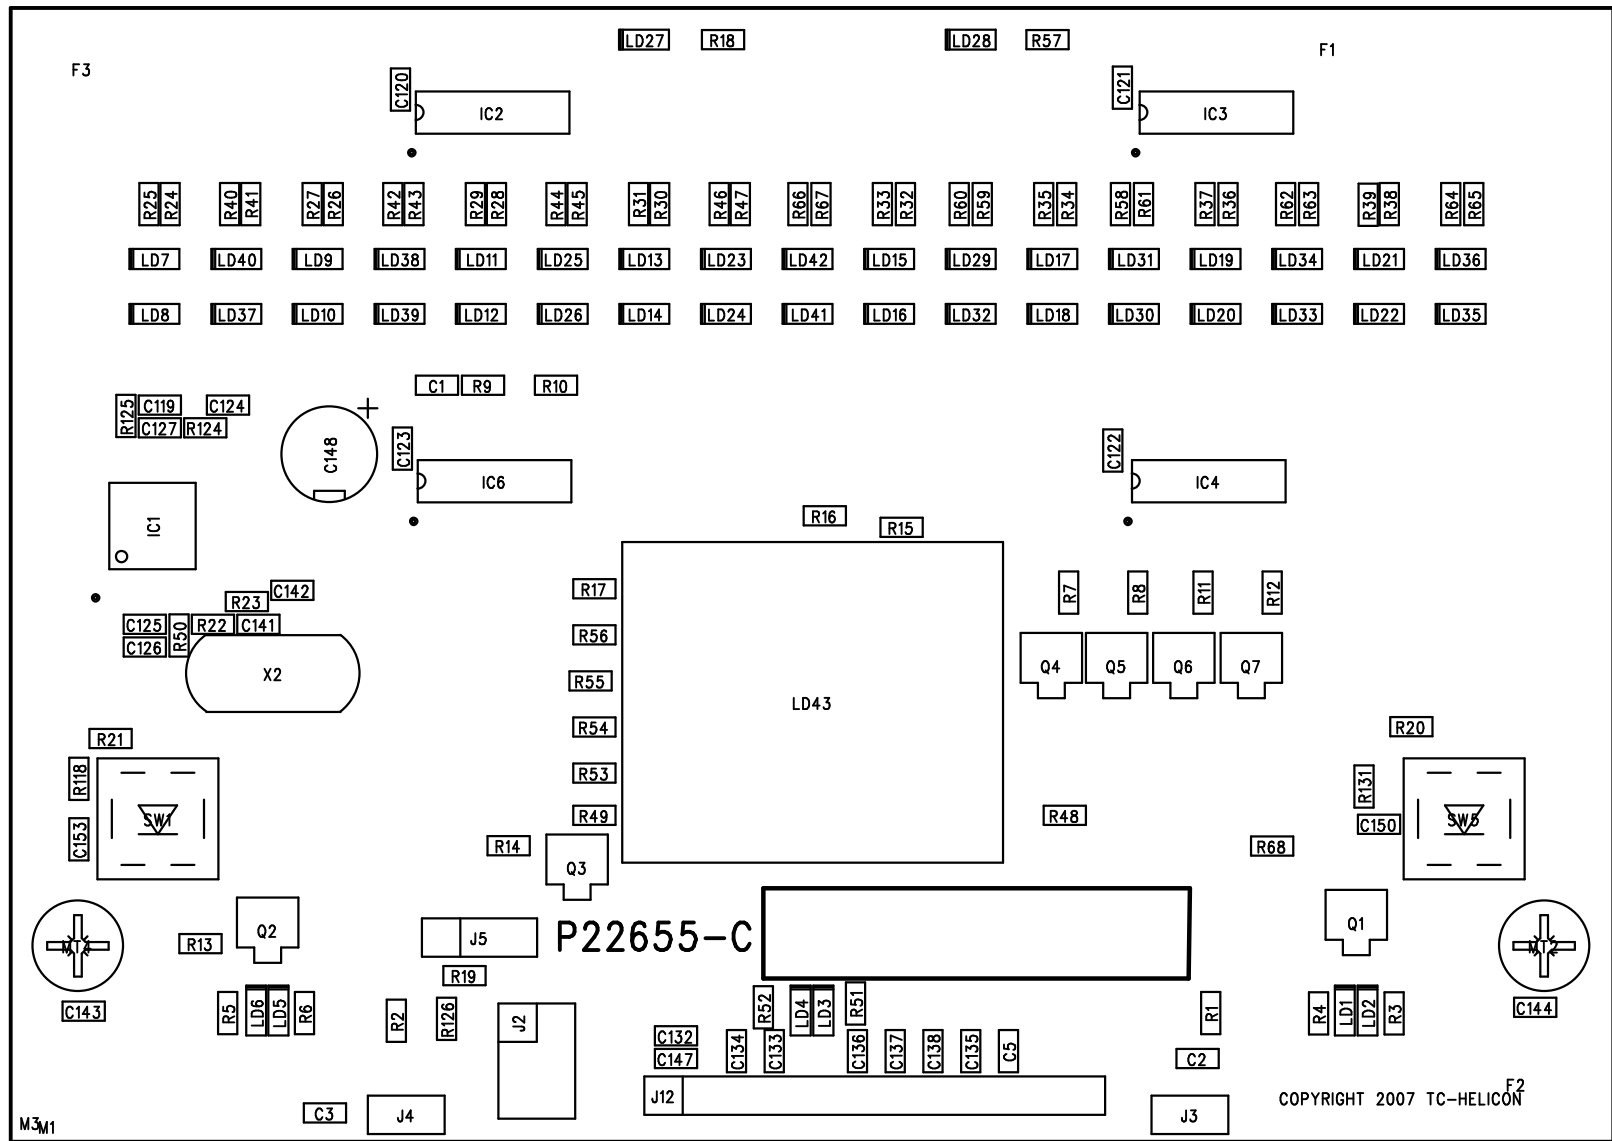 LD27 R18 LD28 R57
F3 F1
C120 C121
IC2 IC3
R25 R24 R40 R41 R27 R26 R42 R43 R29 R28 R44 R45 R31 R30 R46 R47 R66 R67 R33 R32 R60 R59 R35 R34 R58 R61 R37 R36 R62 R63 R39 R38 R64 R65
LD7 LD40 LD9 LD38 LD11 LD25 LD13 LD23 LD42 LD15 LD29 LD17 LD31 LD19 LD34 LD21 LD36
LD8 LD37 LD10 LD39 LD12 LD26 LD14 LD24 LD41 LD16 LD32 LD18 LD30 LD20 LD33 LD22 LD35
C1 R9 R10
R125 C119 C124
C127 R124
C148 C123 C122
IC6 IC4
IC1
R16 R15
R17 C142
R23
R7 R8 R11 R12
C125 R50 R22 C141
R56
C126
X2 R55 Q4 Q5 Q6 Q7
LD43
R54 R20
R21
R118 R53 R131
SW1 R49 R48 C150 SW5
C153 R14 R68
Q3
Q2 Q1
R13 J5 P22655-C
MT4 MT2
R19
C143 R5 LD6 LD5 R6 R2 R126 J2 R52 LD4 LD3 R51 R1 R4 LD1 LD2 R3 C144
C132
C147 C134 C133 C136 C137 C138 C135 C5 C2
F2
J12 COPYRIGHT 2007 TC-HELICON
C3 J4 J3
M3 M1